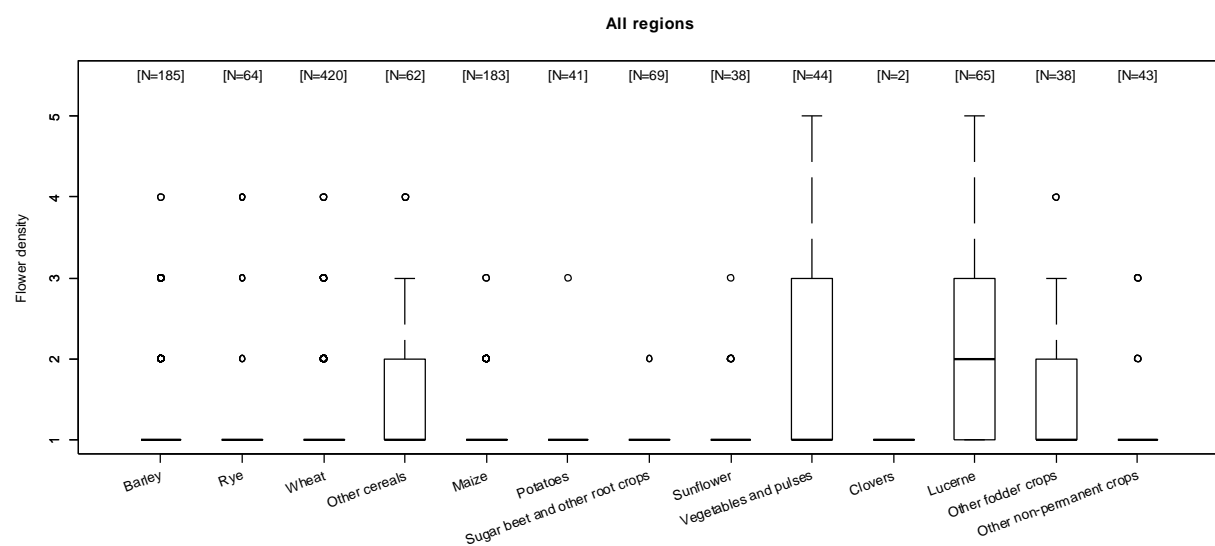 All regions
[N=185] [N=64] [N=420] [N=62] [N=183] [N=41] [N=69] [N=38] [N=44] [N=2] [N=65] [N=38] [N=43]
5
4
3
2
1
Flower density
Barley
Rye
Wheat
Other cereals
Maize
Potatoes
Sugar beet and other root crops
Sunflower
Vegetables and pulses
Clovers
Lucerne
Other fodder crops
Other non-permanent crops